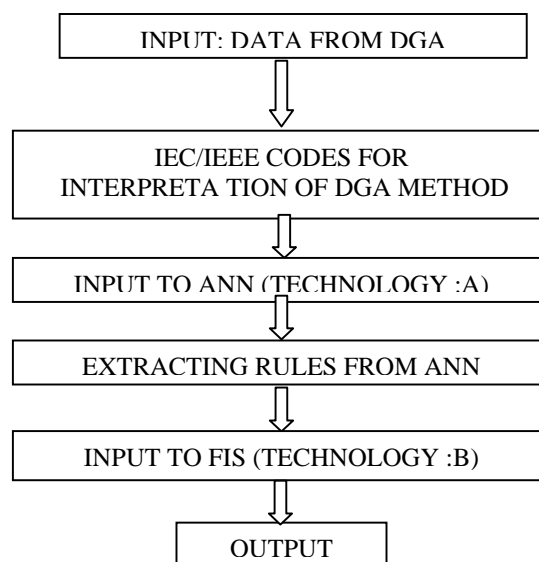 INPUT: DATA FROM DGA
IEC/IEEE CODES FOR
INTERPRETA TION OF DGA METHOD
INPUT TO ANN (TECHNOLOGY :A)
EXTRACTING RULES FROM ANN
INPUT TO FIS (TECHNOLOGY :B)
OUTPUT